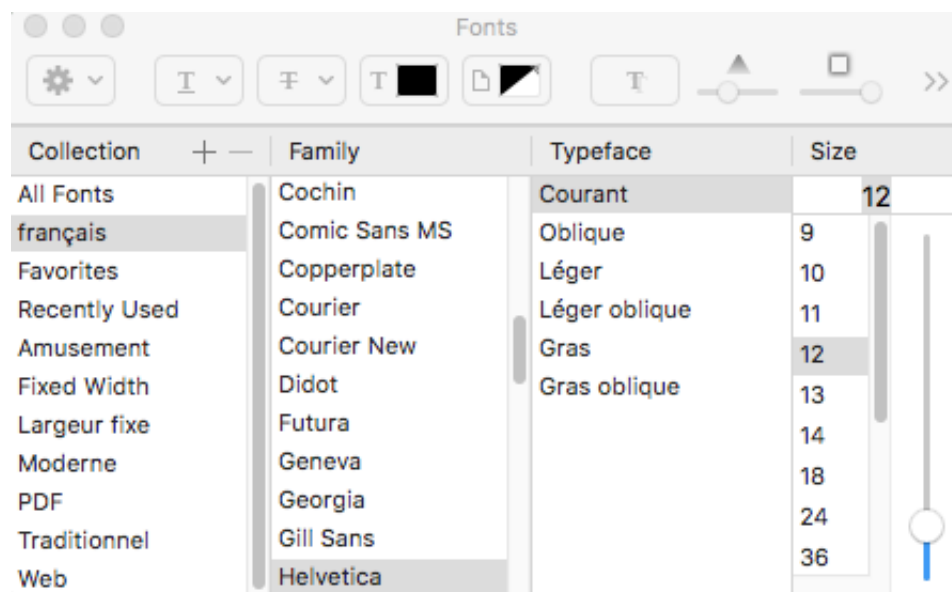 Fonts
T T T T
Collection + − Family Typeface Size
All Fonts
français
Favorites
Recently Used
Amusement
Fixed Width
Largeur fixe
Moderne
PDF
Traditionnel
Web
Cochin
Comic Sans MS
Copperplate
Courier
Courier New
Didot
Futura
Geneva
Georgia
Gill Sans
Helvetica
Courant
Oblique
Léger
Léger oblique
Gras
Gras oblique
12
9
10
11
12
13
14
18
24
36